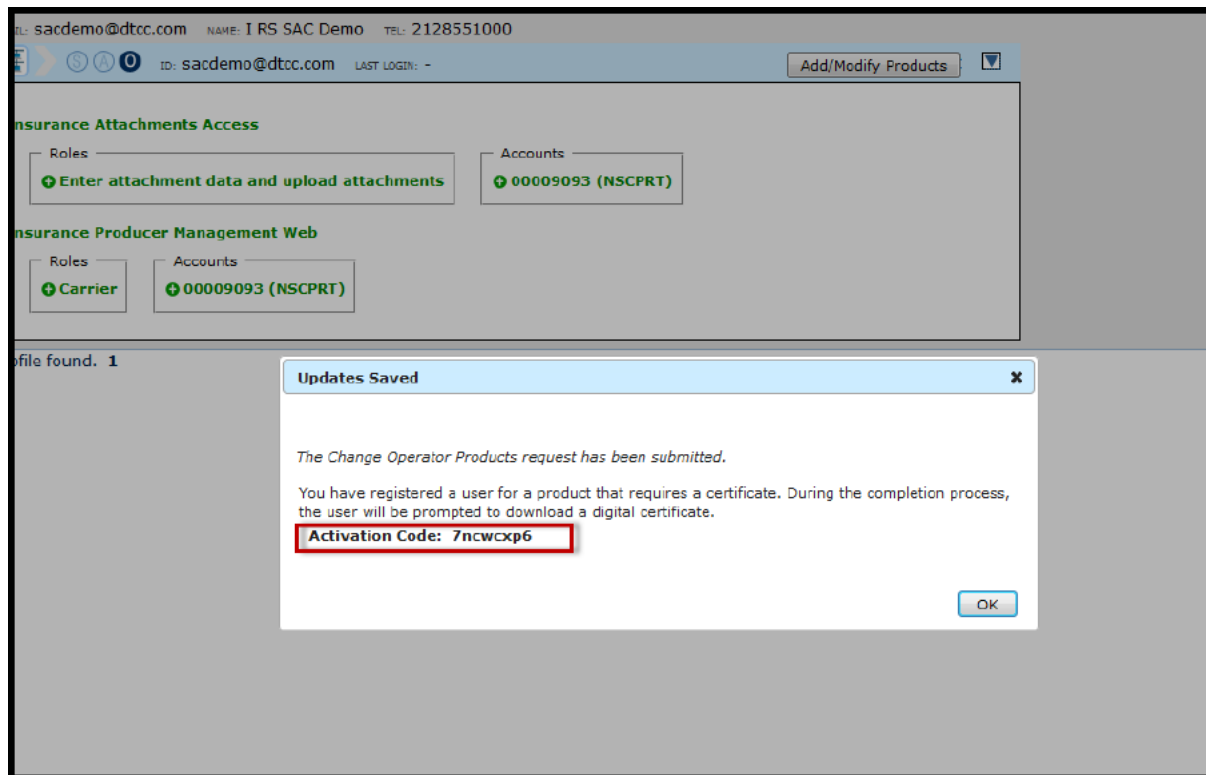 IL: sacdemo@dtcc.com NAME: I RS SAC Demo TEL: 2128551000
S A O ID: sacdemo@dtcc.com LAST LOGIN: - Add/Modify Products
nsurance Attachments Access
Roles Accounts
Enter attachment data and upload attachments 00009093 (NSCPRT)
nsurance Producer Management Web
Roles Accounts
Carrier 00009093 (NSCPRT)
ofile found. 1
Updates Saved
The Change Operator Products request has been submitted.
You have registered a user for a product that requires a certificate. During the completion process,
the user will be prompted to download a digital certificate.
Activation Code: 7ncwcxp6
OK